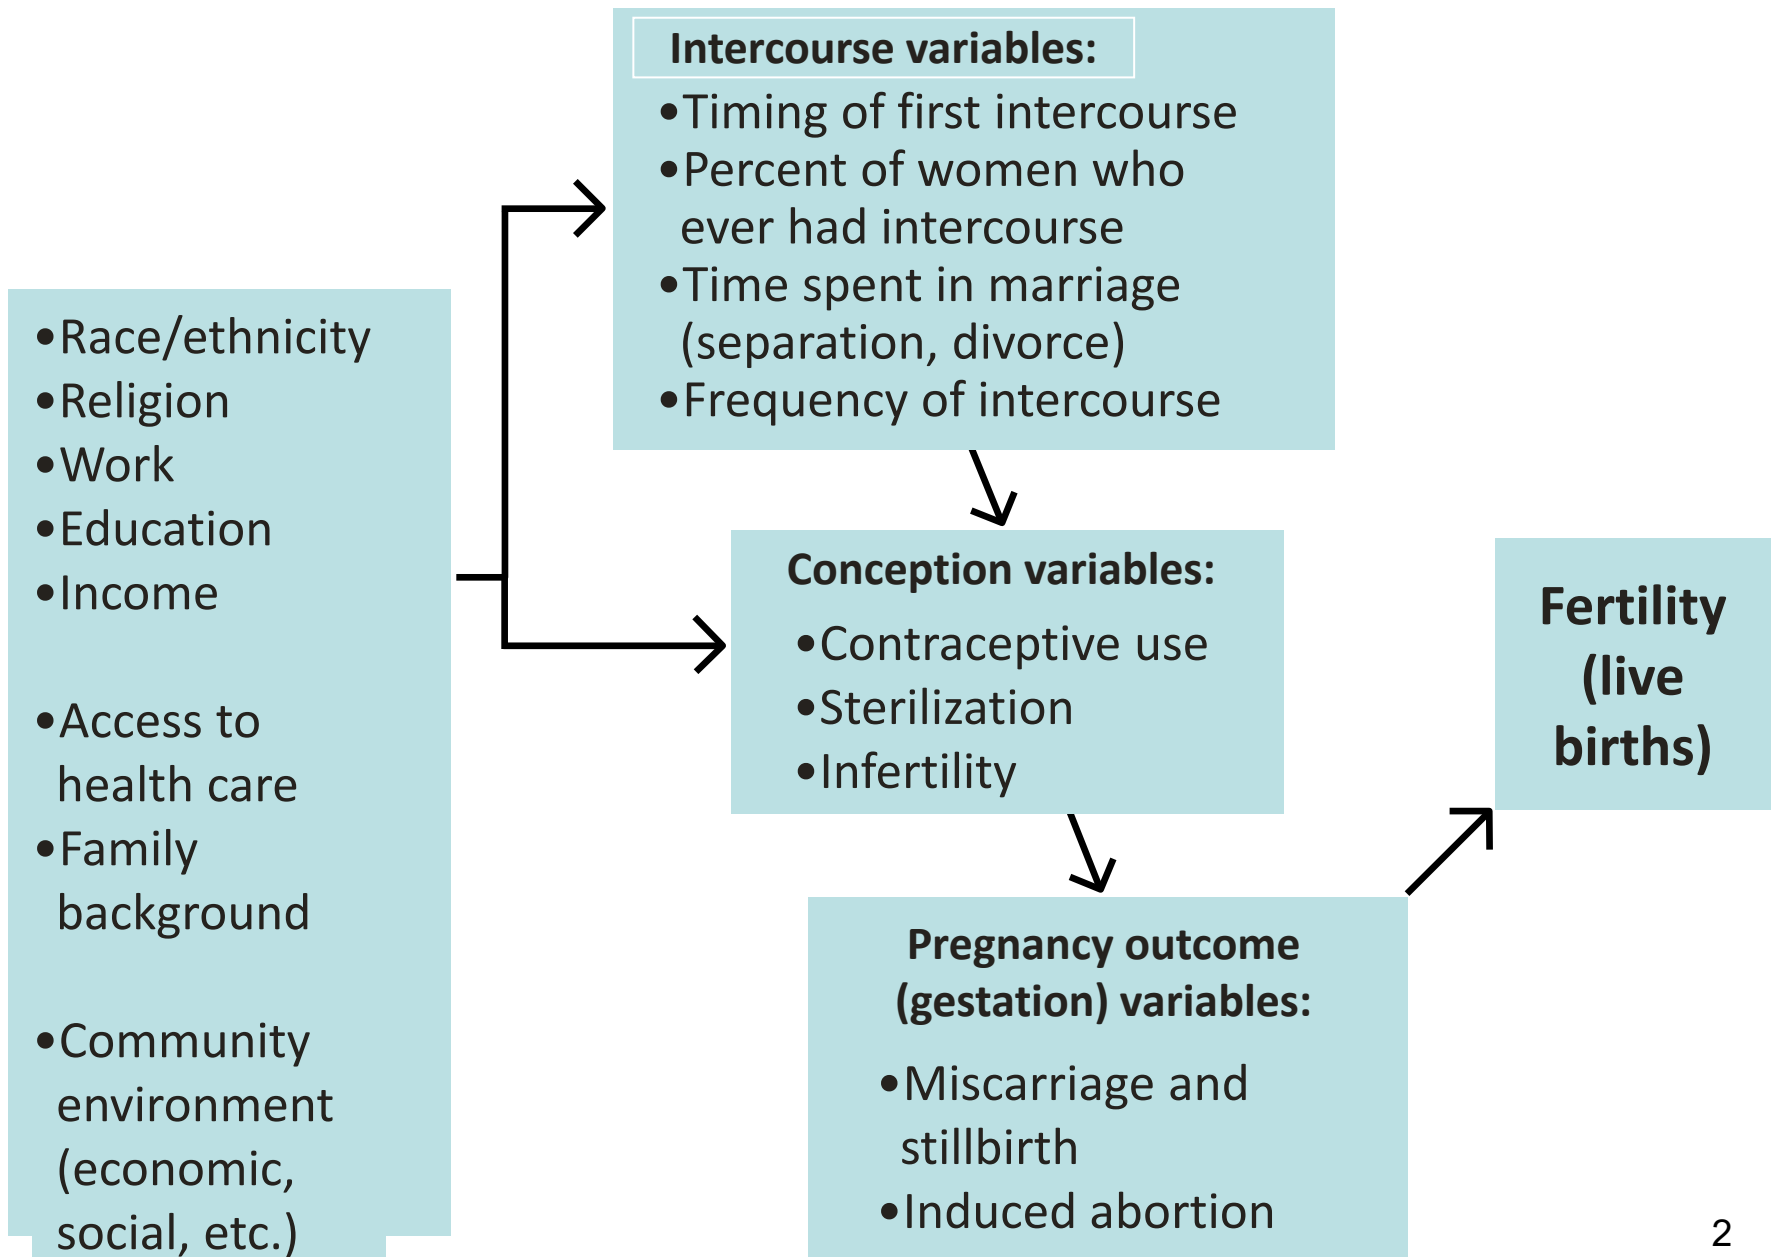 Intercourse variables:
•Timing of first intercourse
•Percent of women who
ever had intercourse
•Time spent in marriage
(separation, divorce)
•Frequency of intercourse
•Race/ethnicity
•Religion
•Work
•Education
•Income
•Access to
health care
•Family
background
•Community
environment
(economic,
social, etc.)
Conception variables:
•Contraceptive use
•Sterilization
•Infertility
Pregnancy outcome
(gestation) variables:
•Miscarriage and
stillbirth
•Induced abortion
Fertility
(live
births)
2